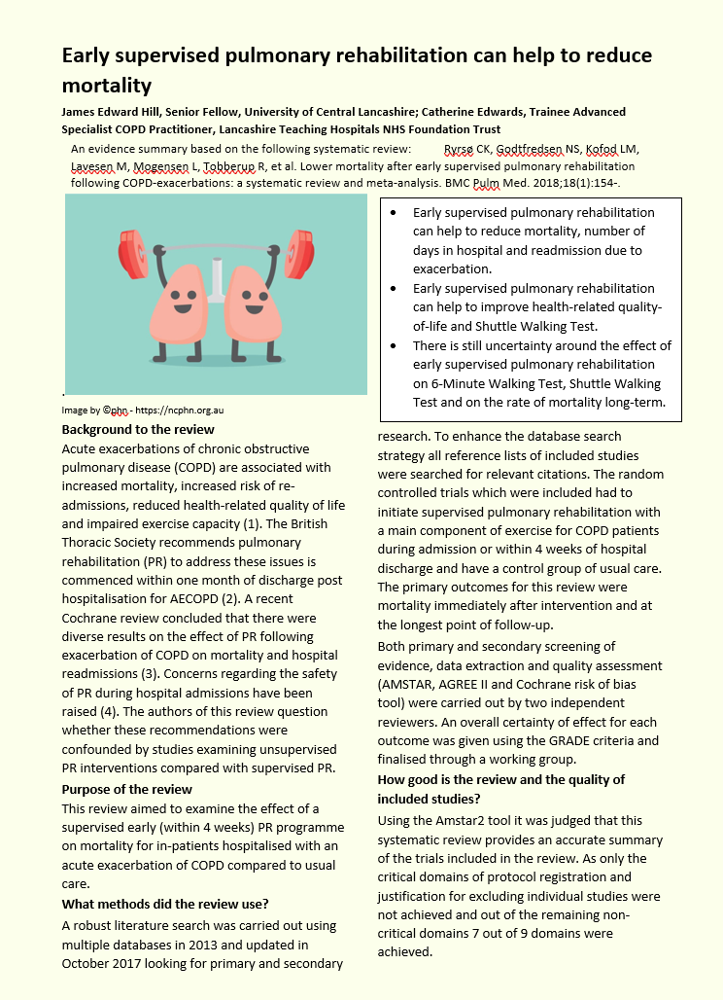 Early supervised pulmonary rehabilitation can help to reduce
mortality
James Edward Hill, Senior Fellow, University of Central Lancashire; Catherine Edwards, Trainee Advanced
Specialist COPD Practitioner, Lancashire Teaching Hospitals NHS Foundation Trust
An evidence summary based on the following systematic review: Ryrsø CK, Godtfredsen NS, Kofod LM,
Lavesen M, Mogensen L, Tobberup R, et al. Lower mortality after early supervised pulmonary rehabilitation
following COPD-exacerbations: a systematic review and meta-analysis. BMC Pulm Med. 2018;18(1):154-.
.
Image by ©phn - https://ncphn.org.au
• Early supervised pulmonary rehabilitation
can help to reduce mortality, number of
days in hospital and readmission due to
exacerbation.
• Early supervised pulmonary rehabilitation
can help to improve health-related quality-
of-life and Shuttle Walking Test.
• There is still uncertainty around the effect of
early supervised pulmonary rehabilitation
on 6-Minute Walking Test, Shuttle Walking
Test and on the rate of mortality long-term.
Background to the review
Acute exacerbations of chronic obstructive
pulmonary disease (COPD) are associated with
increased mortality, increased risk of re-
admissions, reduced health-related quality of life
and impaired exercise capacity (1). The British
Thoracic Society recommends pulmonary
rehabilitation (PR) to address these issues is
commenced within one month of discharge post
hospitalisation for AECOPD (2). A recent
Cochrane review concluded that there were
diverse results on the effect of PR following
exacerbation of COPD on mortality and hospital
readmissions (3). Concerns regarding the safety
of PR during hospital admissions have been
raised (4). The authors of this review question
whether these recommendations were
confounded by studies examining unsupervised
PR interventions compared with supervised PR.
Purpose of the review
This review aimed to examine the effect of a
supervised early (within 4 weeks) PR programme
on mortality for in-patients hospitalised with an
acute exacerbation of COPD compared to usual
care.
What methods did the review use?
A robust literature search was carried out using
multiple databases in 2013 and updated in
October 2017 looking for primary and secondary
research. To enhance the database search
strategy all reference lists of included studies
were searched for relevant citations. The random
controlled trials which were included had to
initiate supervised pulmonary rehabilitation with
a main component of exercise for COPD patients
during admission or within 4 weeks of hospital
discharge and have a control group of usual care.
The primary outcomes for this review were
mortality immediately after intervention and at
the longest point of follow-up.
Both primary and secondary screening of
evidence, data extraction and quality assessment
(AMSTAR, AGREE II and Cochrane risk of bias
tool) were carried out by two independent
reviewers. An overall certainty of effect for each
outcome was given using the GRADE criteria and
finalised through a working group.
How good is the review and the quality of
included studies?
Using the Amstar2 tool it was judged that this
systematic review provides an accurate summary
of the trials included in the review. As only the
critical domains of protocol registration and
justification for excluding individual studies were
not achieved and out of the remaining non-
critical domains 7 out of 9 domains were
achieved.